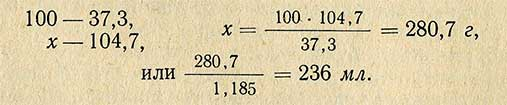 100 — 37,3,
x — 104,7,
x = 100 · 104,7 / 37,3 = 280,7 г,
или 280,7 / 1,185 = 236 мл.